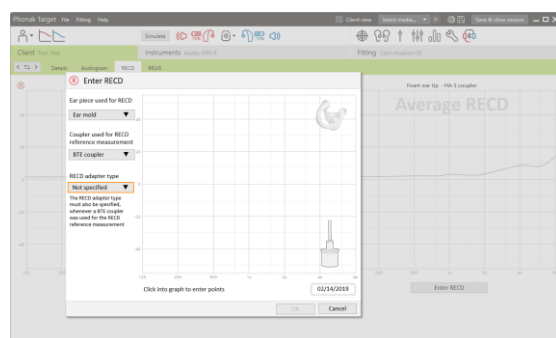 Phonak Target File Fitting Help
Client view Select media... Save & close session
Simulate
Client Test, Test
Instruments Audéo M90-R
Fitting Calm situation (2)
Details Audiogram RECD REUG
Enter RECD
Foam ear tip - HA-1 coupler
Average RECD
Ear piece used for RECD
Ear mold
Coupler used for RECD
reference measurement
BTE coupler
RECD adapter type
Not specified
The RECD adapter type
must also be specified,
whenever a BTE coupler
was used for the RECD
reference measurement
Click into graph to enter points
02/14/2019
Enter RECD
OK Cancel